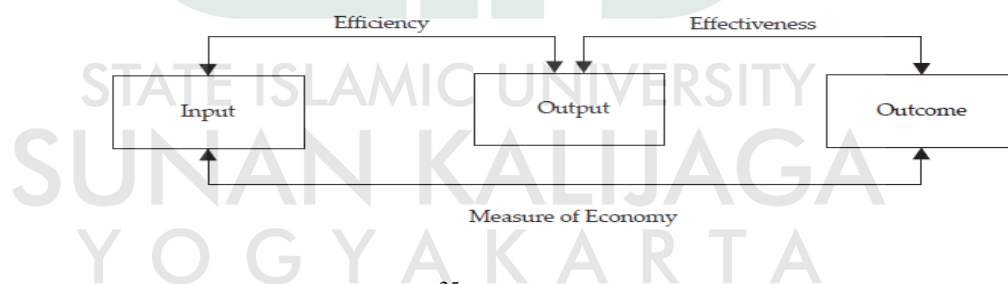 Efficiency Effectiveness
STATE ISLAMIC UNIVERSITY
Input Output Outcome
SUNAN KALIJAGA
Measure of Economy
YOGYAKARTA